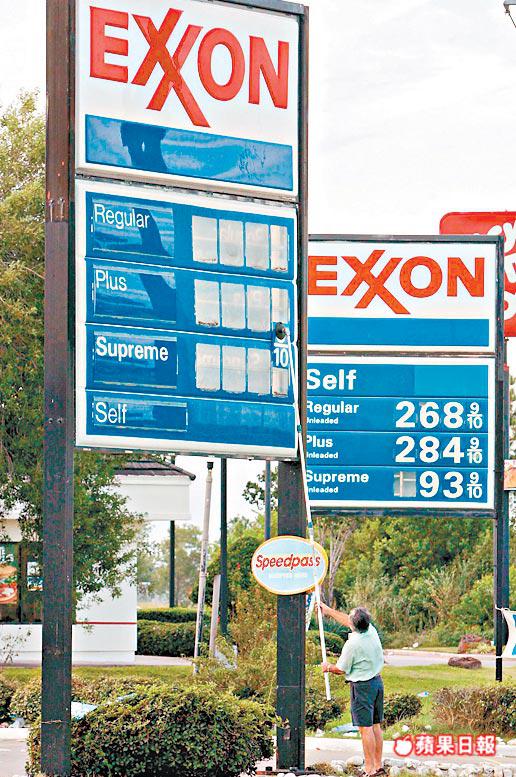 EXXON
Regular
Plus
Supreme
10
Self
EXXON
Self
Regular 268 9/10
Unleaded
Plus 284 9/10
Unleaded
Supreme 93 9/10
Unleaded
Speedpass
蘋果日報